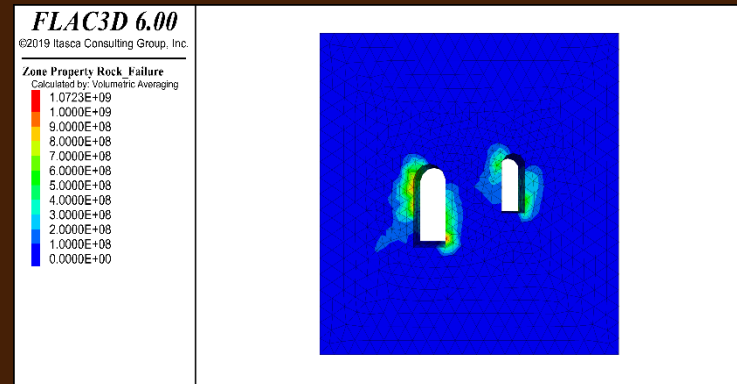 FLAC3D 6.00
©2019 Itasca Consulting Group, Inc.
Zone Property Rock_Failure
Calculated by: Volumetric Averaging
1.0723E+09
1.0000E+09
9.0000E+08
8.0000E+08
7.0000E+08
6.0000E+08
5.0000E+08
4.0000E+08
3.0000E+08
2.0000E+08
1.0000E+08
0.0000E+00